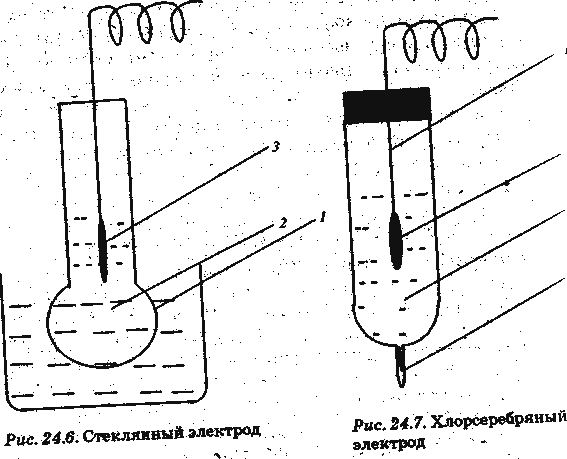 3
2
1
Рис. 24.6. Стеклянный электрод
Рис. 24.7. Хлорсеребряный
электрод